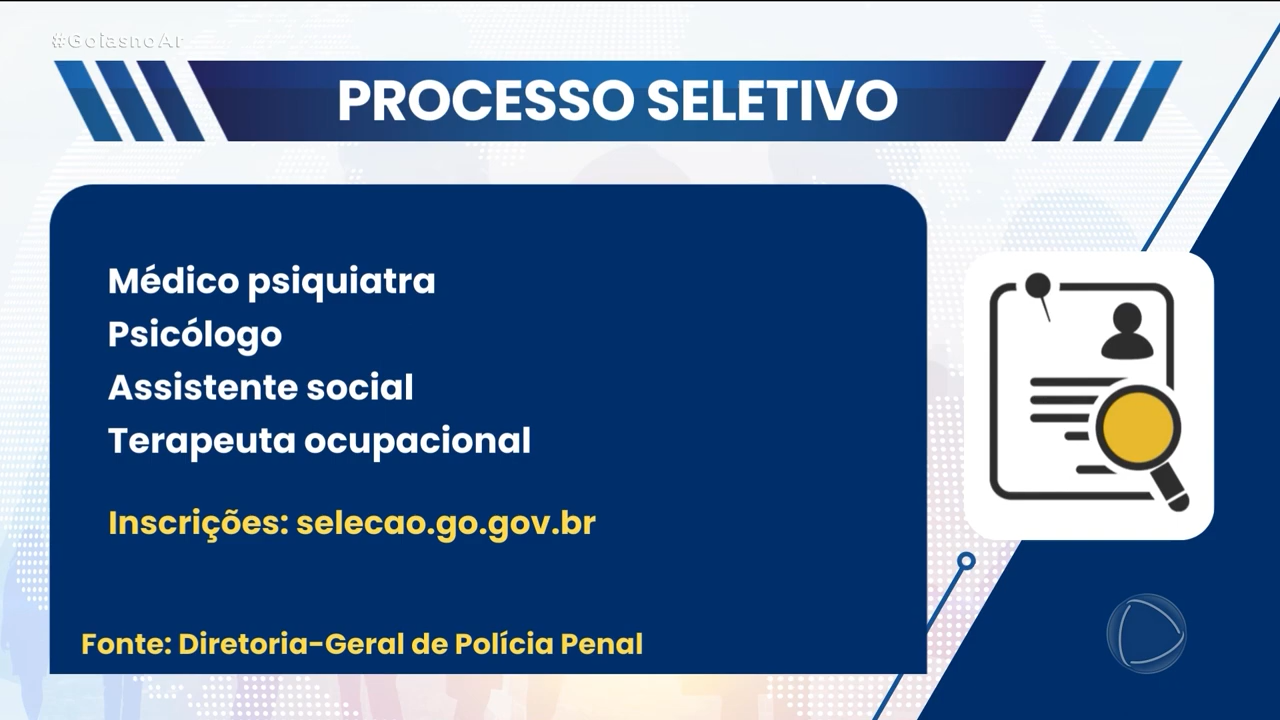 #GoiasnoAr
PROCESSO SELETIVO
Médico psiquiatra
Psicólogo
Assistente social
Terapeuta ocupacional
Inscrições: selecao.go.gov.br
Fonte: Diretoria-Geral de Polícia Penal